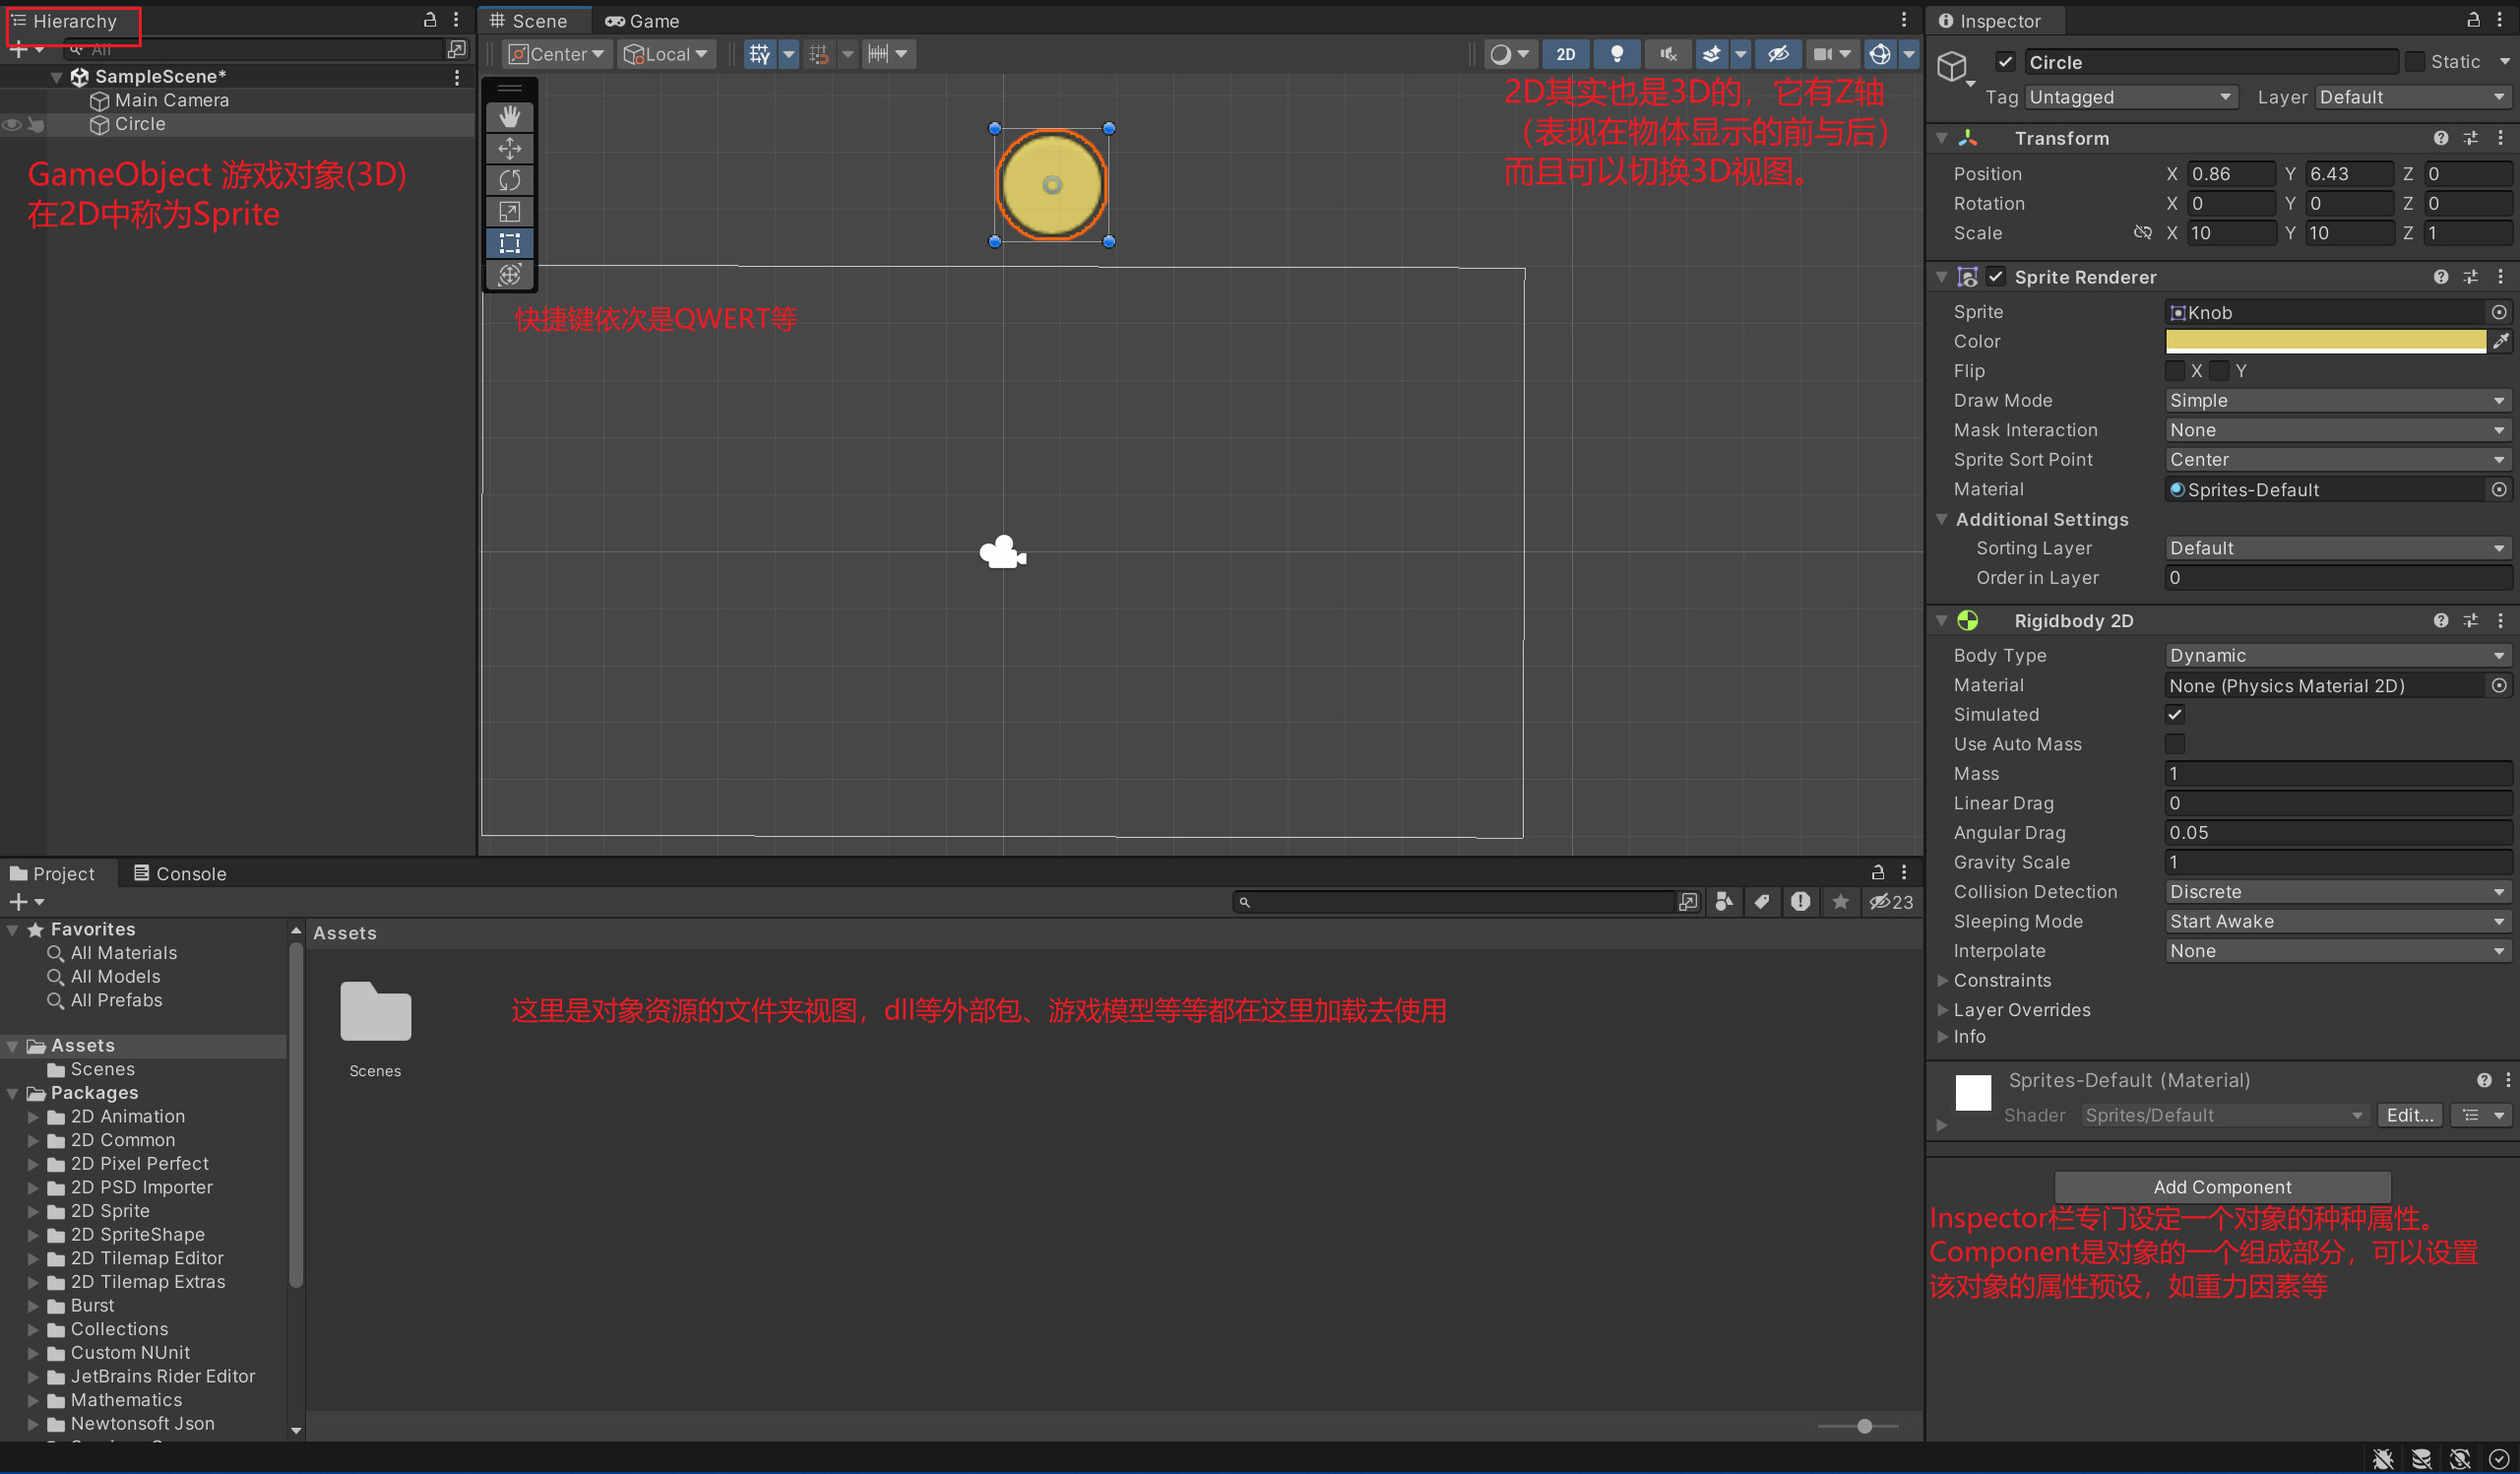 Hierarchy
All
SampleScene*
Main Camera
Circle
GameObject 游戏对象(3D)
在2D中称为Sprite
Scene
Game
Center
Local
2D
2D其实也是3D的，它有Z轴
（表现在物体显示的前与后）
而且可以切换3D视图。
快捷键依次是QWERT等
Inspector
Circle
Static
Tag Untagged
Layer Default
Transform
Position X 0.86 Y 6.43 Z 0
Rotation X 0 Y 0 Z 0
Scale X 10 Y 10 Z 1
Sprite Renderer
Sprite Knob
Color
Flip X Y
Draw Mode Simple
Mask Interaction None
Sprite Sort Point Center
Material Sprites-Default
Additional Settings
Sorting Layer Default
Order in Layer 0
Rigidbody 2D
Body Type Dynamic
Material None (Physics Material 2D)
Simulated
Use Auto Mass
Mass 1
Linear Drag 0
Angular Drag 0.05
Gravity Scale 1
Collision Detection Discrete
Sleeping Mode Start Awake
Interpolate None
Constraints
Layer Overrides
Info
Sprites-Default (Material)
Shader Sprites/Default Edit...
Add Component
Inspector栏专门设定一个对象的种种属性。
Component是对象的一个组成部分，可以设置
该对象的属性预设，如重力因素等
Project
Console
23
Favorites
All Materials
All Models
All Prefabs
Assets
Scenes
Packages
2D Animation
2D Common
2D Pixel Perfect
2D PSD Importer
2D Sprite
2D SpriteShape
2D Tilemap Editor
2D Tilemap Extras
Burst
Collections
Custom NUnit
JetBrains Rider Editor
Mathematics
Newtonsoft Json
Assets
Scenes
这里是对象资源的文件夹视图，dll等外部包、游戏模型等等都在这里加载去使用